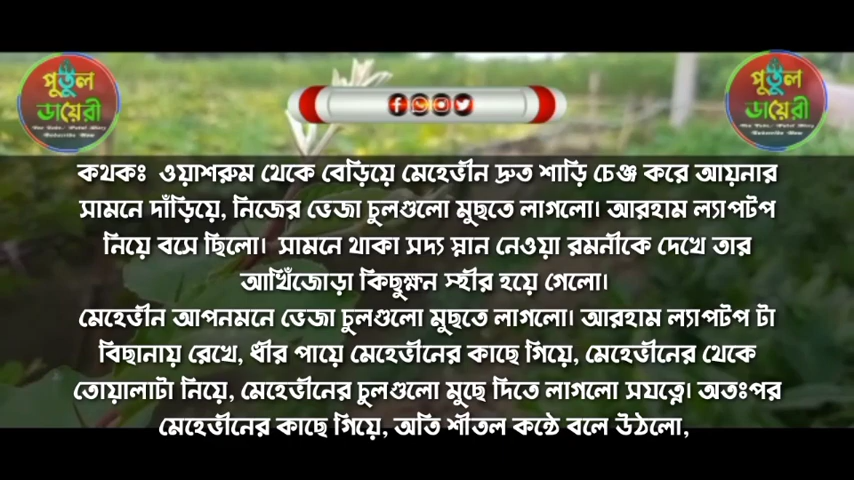 পুতুল
ডায়েরী
পুতুল
ডায়েরী
কথকঃ ওয়াশরুম থেকে বেড়িয়ে মেহেভীন দ্রুত শাড়ি চেঞ্জ করে আয়নার
সামনে দাঁড়িয়ে, নিজের ভেজা চুলগুলো মুছতে লাগলো। আরহাম ল্যাপটপ
নিয়ে বসে ছিলো। সামনে থাকা সদ্য স্নান নেওয়া রমনীকে দেখে তার
আখিঁজোড়া কিছুক্ষন স্হীর হয়ে গেলো।
মেহেভীন আপনমনে ভেজা চুলগুলো মুছতে লাগলো। আরহাম ল্যাপটপ টা
বিছানায় রেখে, ধীর পায়ে মেহেভীনের কাছে গিয়ে, মেহেভীনের থেকে
তোয়ালাটা নিয়ে, মেহেভীনের চুলগুলো মুছে দিতে লাগলো সযত্নে। অতঃপর
মেহেভীনের কাছে গিয়ে, অতি শীতল কন্ঠে বলে উঠলো,